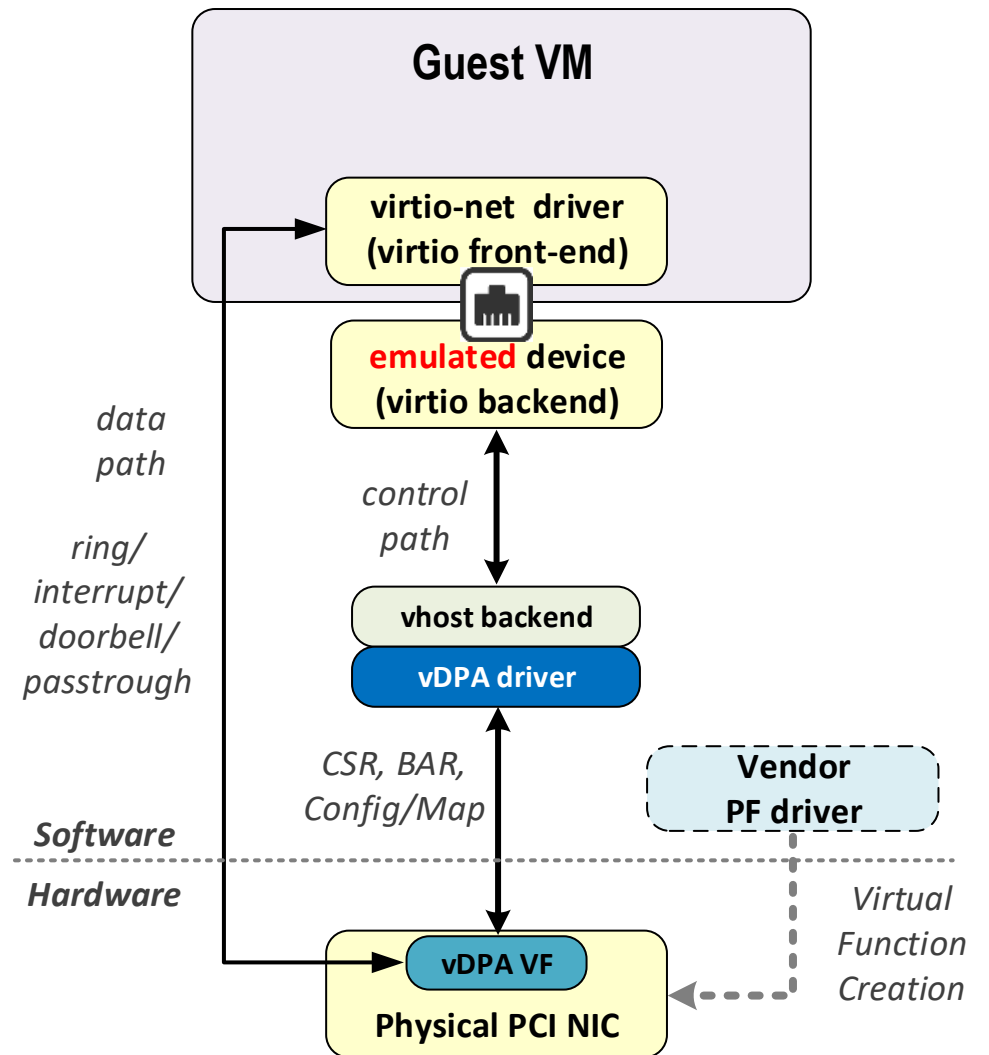 Guest VM
virtio-net driver
(virtio front-end)
emulated device
(virtio backend)
data
path
control
path
ring/
interrupt/
doorbell/
passtrough
vhost backend
vDPA driver
CSR, BAR,
Config/Map
Vendor
PF driver
Software
Hardware
Virtual
Function
Creation
vDPA VF
Physical PCI NIC